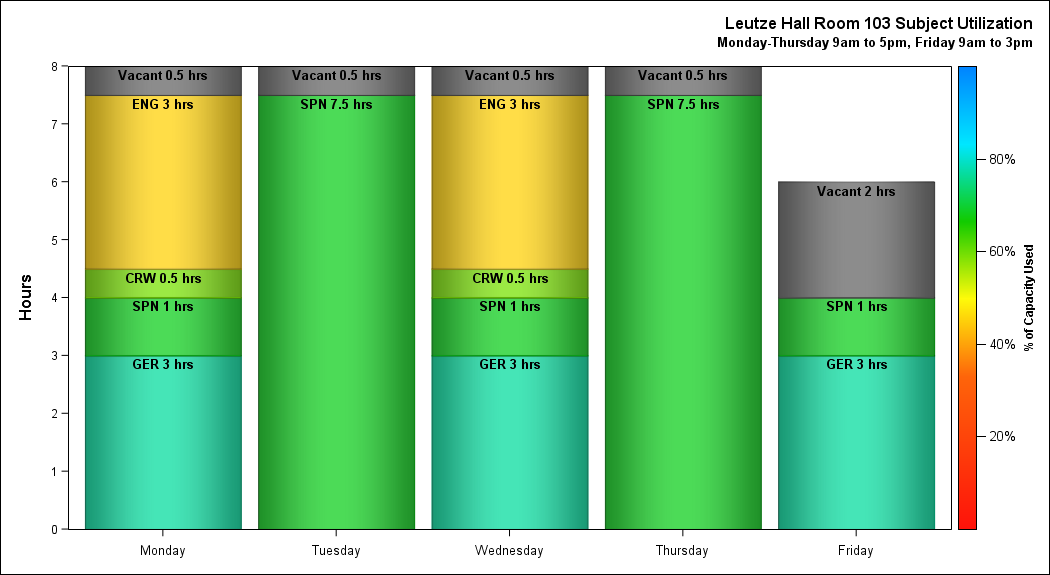 Leutze Hall Room 103 Subject Utilization
Monday-Thursday 9am to 5pm, Friday 9am to 3pm
Hours
8
7
6
5
4
3
2
1
0
Vacant 0.5 hrs
ENG 3 hrs
CRW 0.5 hrs
SPN 1 hrs
GER 3 hrs
Monday
Vacant 0.5 hrs
SPN 7.5 hrs
Tuesday
Vacant 0.5 hrs
ENG 3 hrs
CRW 0.5 hrs
SPN 1 hrs
GER 3 hrs
Wednesday
Vacant 0.5 hrs
SPN 7.5 hrs
Thursday
Vacant 2 hrs
SPN 1 hrs
GER 3 hrs
Friday
80%
60%
40%
20%
% of Capacity Used